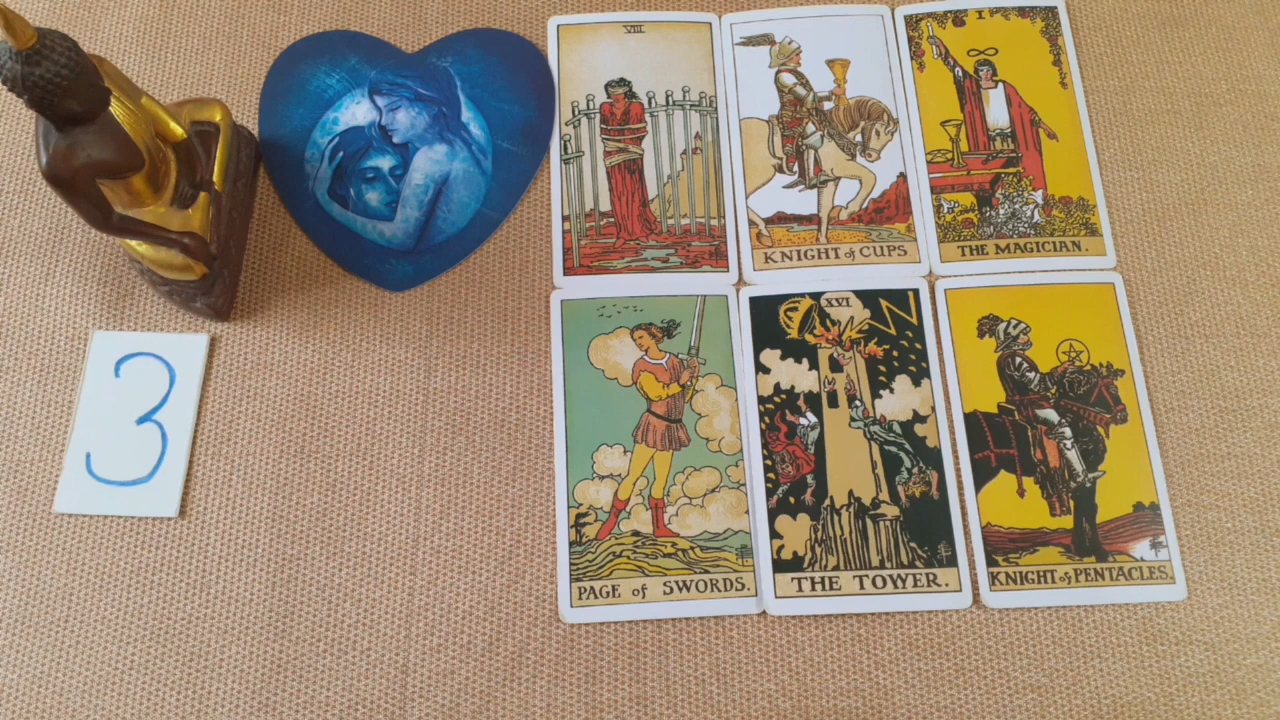 VIII
KNIGHT of CUPS
I
THE MAGICIAN.
3
PAGE of SWORDS.
XVI
THE TOWER.
KNIGHT of PENTACLES.